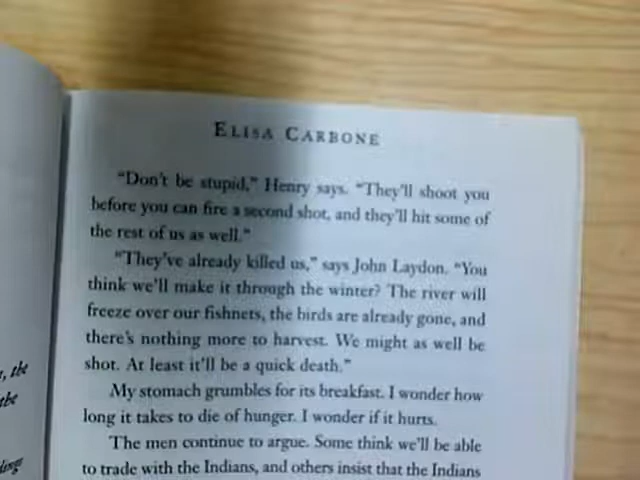 ELISA CARBONE
"Don't be stupid," Henry says. "They'll shoot you
before you can fire a second shot, and they'll hit some of
the rest of us as well."
"They've already killed us," says John Laydon. "You
think we'll make it through the winter? The river will
freeze over our fishnets, the birds are already gone, and
there's nothing more to harvest. We might as well be
shot. At least it'll be a quick death."
My stomach grumbles for its breakfast. I wonder how
long it takes to die of hunger. I wonder if it hurts.
The men continue to argue. Some think we'll be able
to trade with the Indians, and others insist that the Indians
the
the